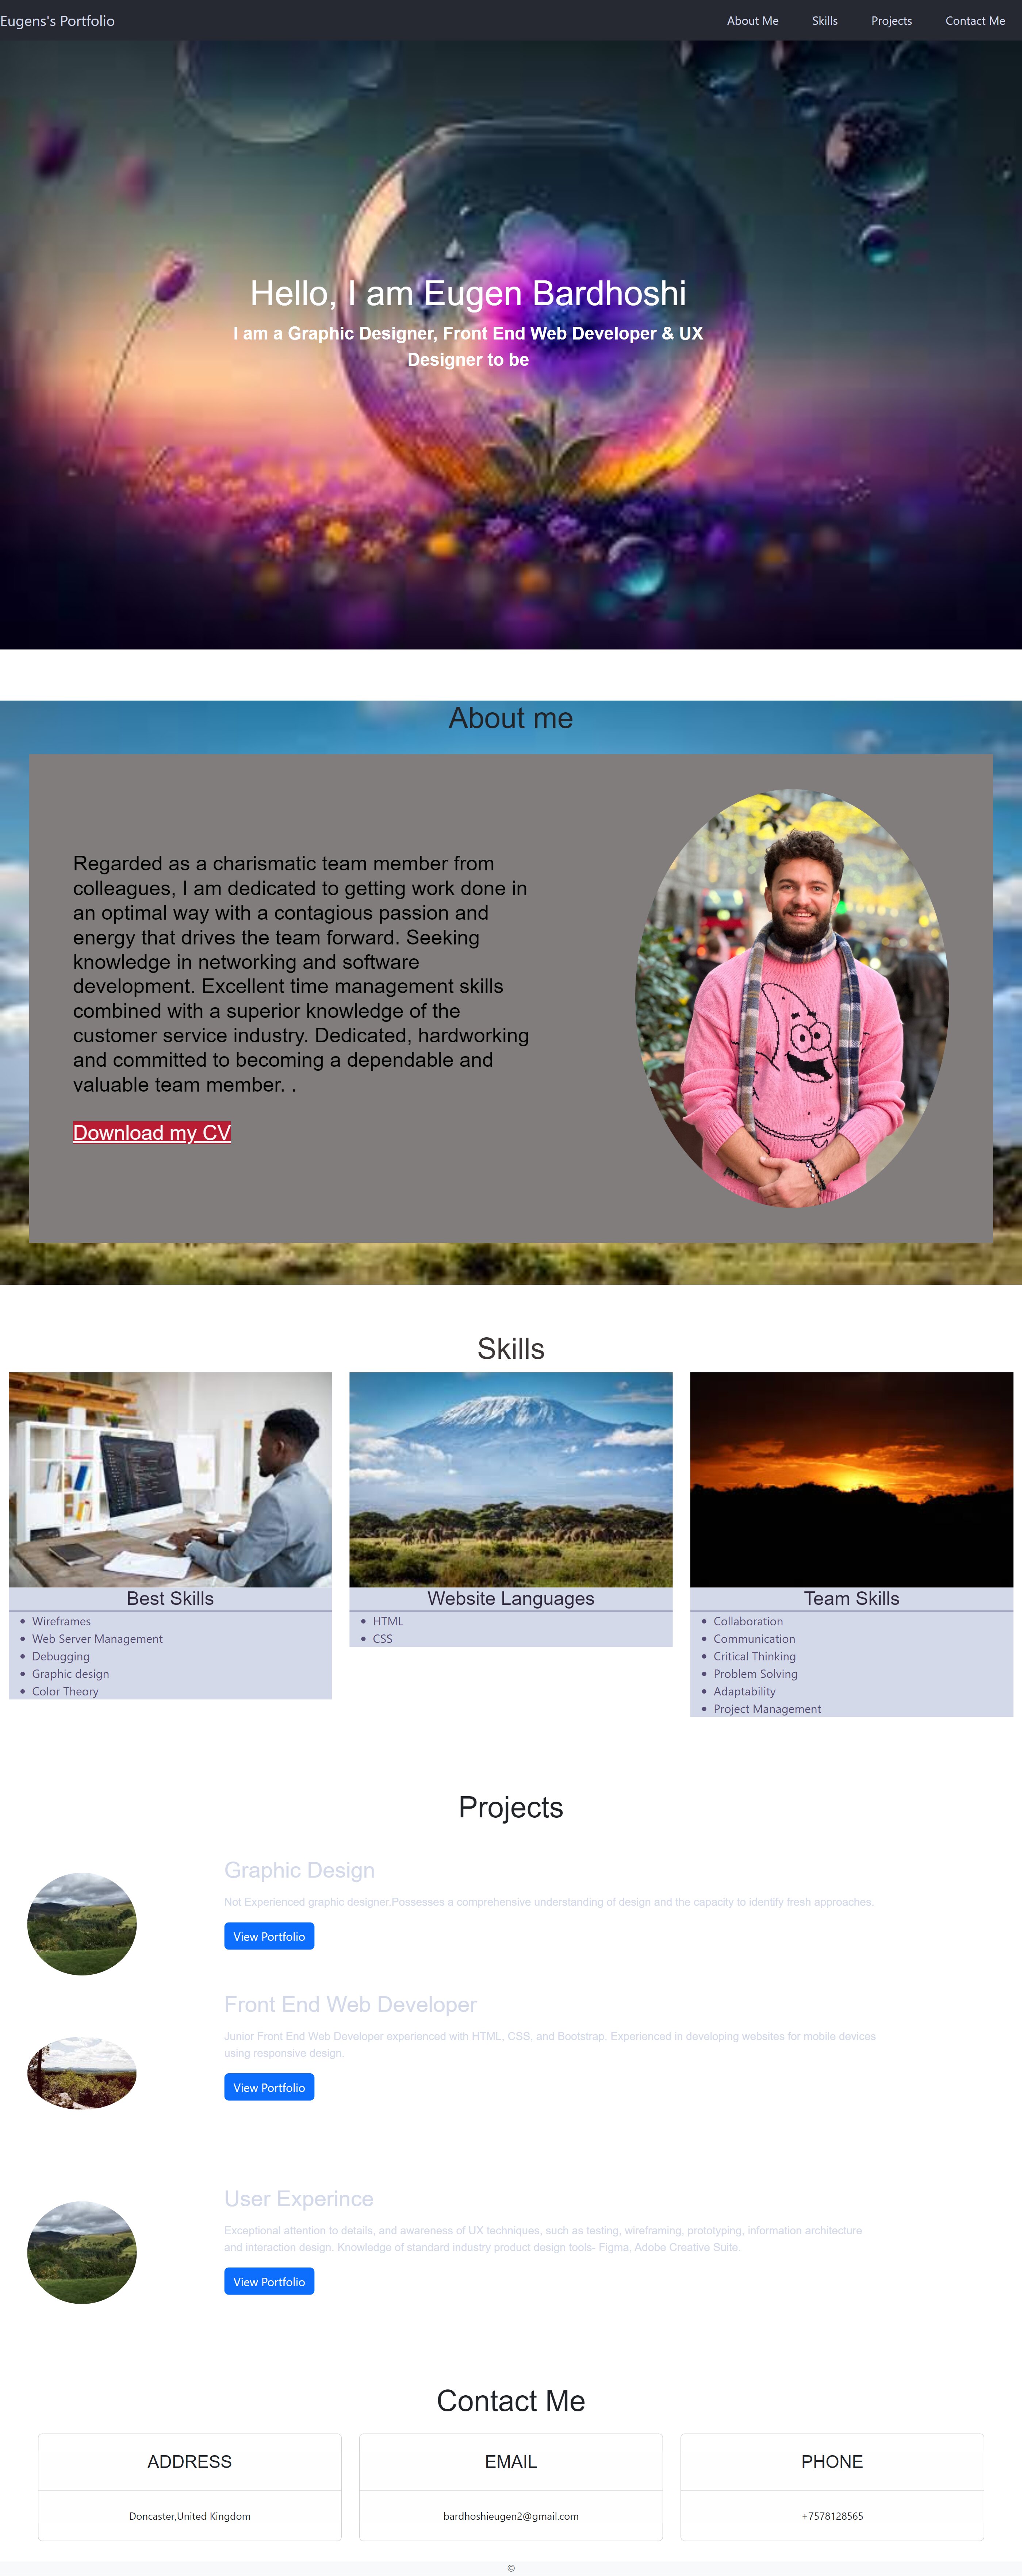 Eugens's Portfolio
About Me
Skills
Projects
Contact Me
Hello, I am Eugen Bardhoshi
I am a Graphic Designer, Front End Web Developer & UX
Designer to be
About me
Regarded as a charismatic team member from
colleagues, I am dedicated to getting work done in
an optimal way with a contagious passion and
energy that drives the team forward. Seeking
knowledge in networking and software
development. Excellent time management skills
combined with a superior knowledge of the
customer service industry. Dedicated, hardworking
and committed to becoming a dependable and
valuable team member. .
Download my CV
Skills
Best Skills
Wireframes
Web Server Management
Debugging
Graphic design
Color Theory
Website Languages
HTML
CSS
Team Skills
Collaboration
Communication
Critical Thinking
Problem Solving
Adaptability
Project Management
Projects
Graphic Design
Not Experienced graphic designer.Possesses a comprehensive understanding of design and the capacity to identify fresh approaches.
View Portfolio
Front End Web Developer
Junior Front End Web Developer experienced with HTML, CSS, and Bootstrap. Experienced in developing websites for mobile devices
using responsive design.
View Portfolio
User Experince
Exceptional attention to details, and awareness of UX techniques, such as testing, wireframing, prototyping, information architecture
and interaction design. Knowledge of standard industry product design tools- Figma, Adobe Creative Suite.
View Portfolio
Contact Me
ADDRESS
Doncaster,United Kingdom
EMAIL
bardhoshieugen2@gmail.com
PHONE
+7578128565
©